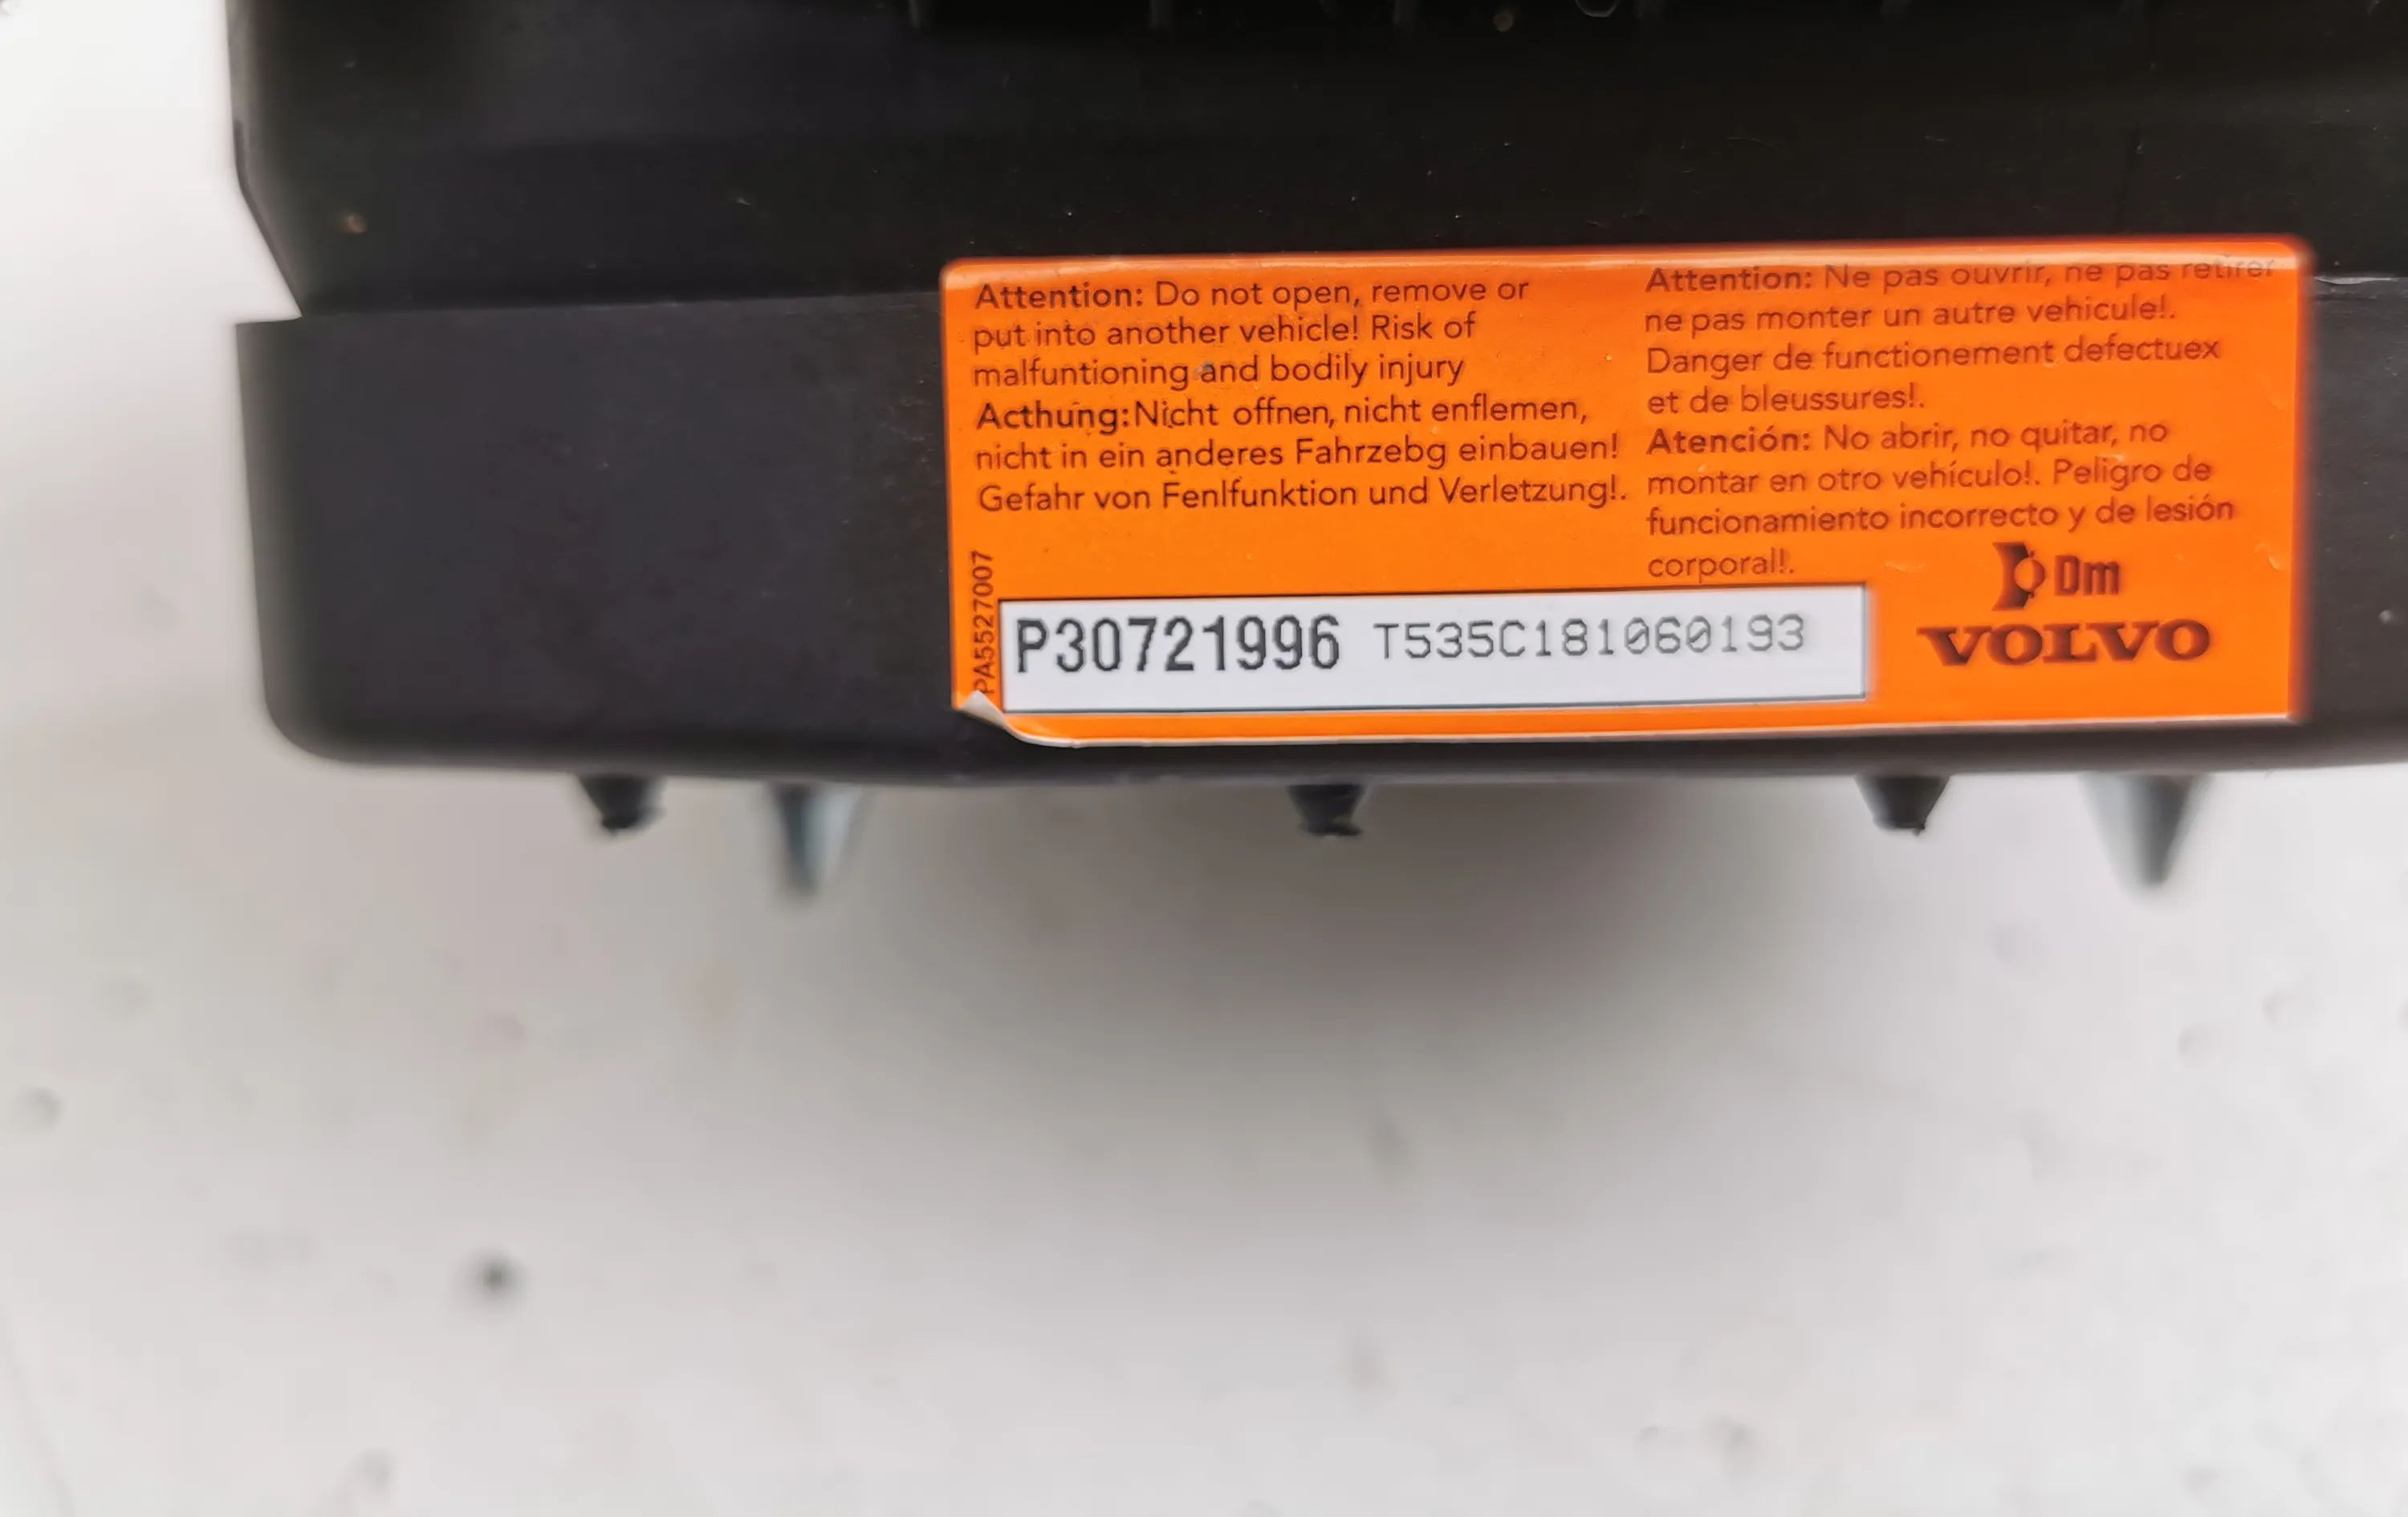 Attention: Do not open, remove or
put into another vehicle! Risk of
malfuntioning and bodily injury
Acthung:Nicht offnen, nicht enflemen,
nicht in ein anderes Fahrzebg einbauen!
Gefahr von Fenlfunktion und Verletzung!.
Attention: Ne pas ouvrir, ne pas retirer
ne pas monter un autre vehicule!.
Danger de functionement defectuex
et de bleussures!.
Atención: No abrir, no quitar, no
montar en otro vehículo!. Peligro de
funcionamiento incorrecto y de lesión
corporal!.
PA5527007
P30721996 T535C181060193
Dm
VOLVO